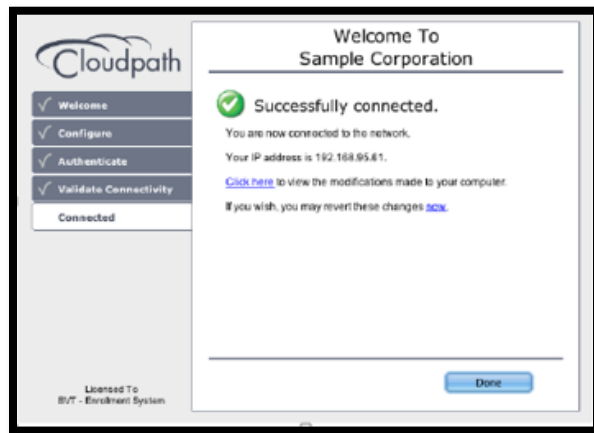 Cloudpath
Welcome To
Sample Corporation
✓ Welcome
✓ Configure
✓ Authenticate
✓ Validate Connectivity
Connected
Successfully connected.
You are now connected to the network.
Your IP address is 192.168.95.61.
Click here to view the modifications made to your computer.
If you wish, you may revert these changes now.
Licensed To
BVT - Enrollment System
Done